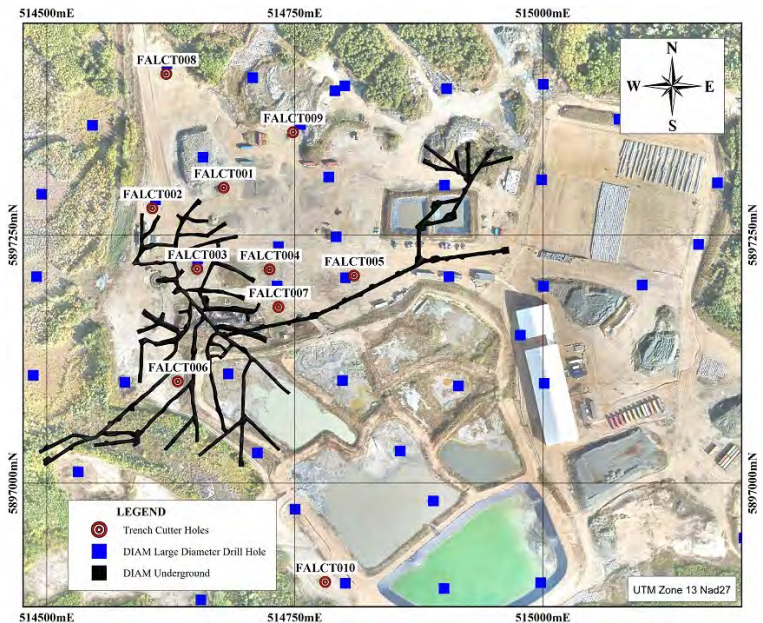 514500mE
514750mE
515000mE
N
W
E
S
FALCT008
FALCT009
FALCT001
FALCT002
5897250mN
5897250mN
FALCT003
FALCT004
FALCT005
FALCT007
FALCT006
5897000mN
5897000mN
LEGEND
Trench Cutter Holes
DIAM Large Diameter Drill Hole
DIAM Underground
FALCT010
UTM Zone 13 Nad27
514500mE
514750mE
515000mE